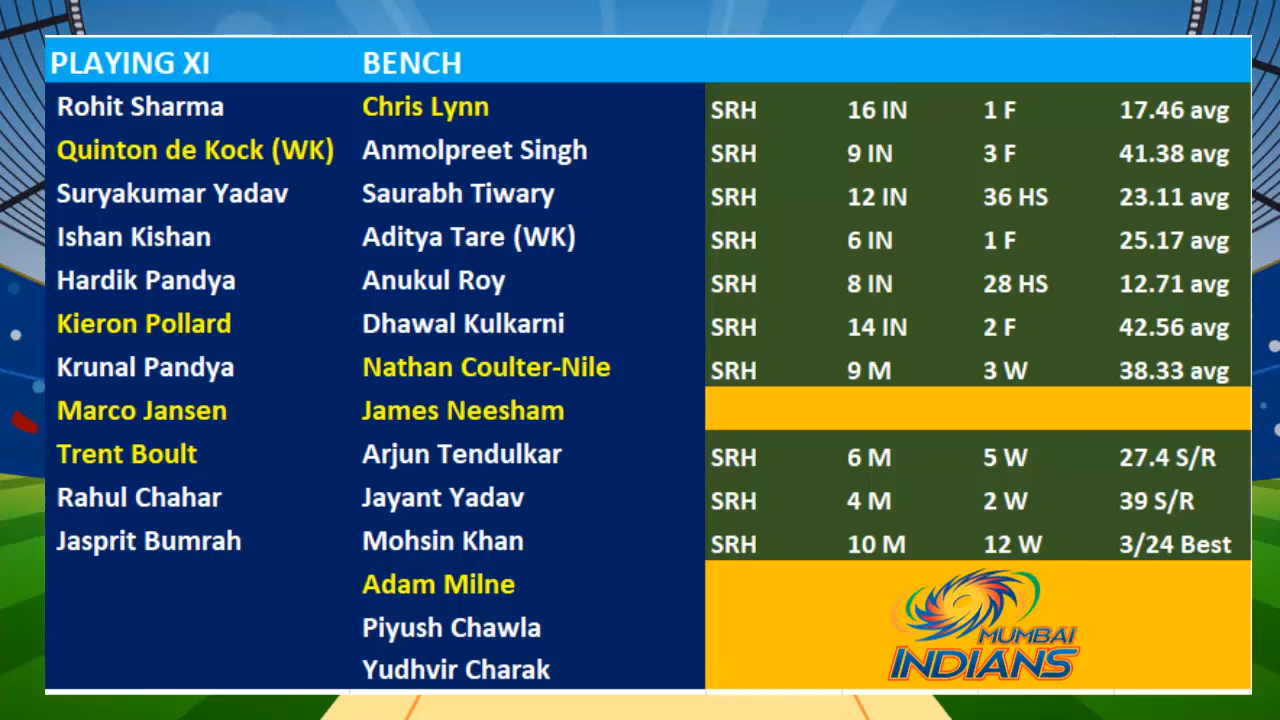 PLAYING XI BENCH
Rohit Sharma Chris Lynn SRH 16 IN 1 F 17.46 avg
Quinton de Kock (WK) Anmolpreet Singh SRH 9 IN 3 F 41.38 avg
Suryakumar Yadav Saurabh Tiwary SRH 12 IN 36 HS 23.11 avg
Ishan Kishan Aditya Tare (WK) SRH 6 IN 1 F 25.17 avg
Hardik Pandya Anukul Roy SRH 8 IN 28 HS 12.71 avg
Kieron Pollard Dhawal Kulkarni SRH 14 IN 2 F 42.56 avg
Krunal Pandya Nathan Coulter-Nile SRH 9 M 3 W 38.33 avg
Marco Jansen James Neesham
Trent Boult Arjun Tendulkar SRH 6 M 5 W 27.4 S/R
Rahul Chahar Jayant Yadav SRH 4 M 2 W 39 S/R
Jasprit Bumrah Mohsin Khan SRH 10 M 12 W 3/24 Best
Adam Milne
Piyush Chawla
Yudhvir Charak
MUMBAI
INDIANS